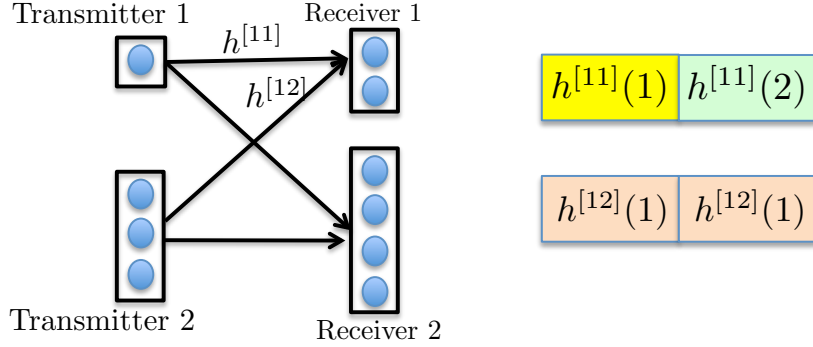 Transmitter 1
Receiver 1
h^{[11]}
h^{[12]}
h^{[11]}(1) h^{[11]}(2)
h^{[12]}(1) h^{[12]}(1)
Transmitter 2
Receiver 2